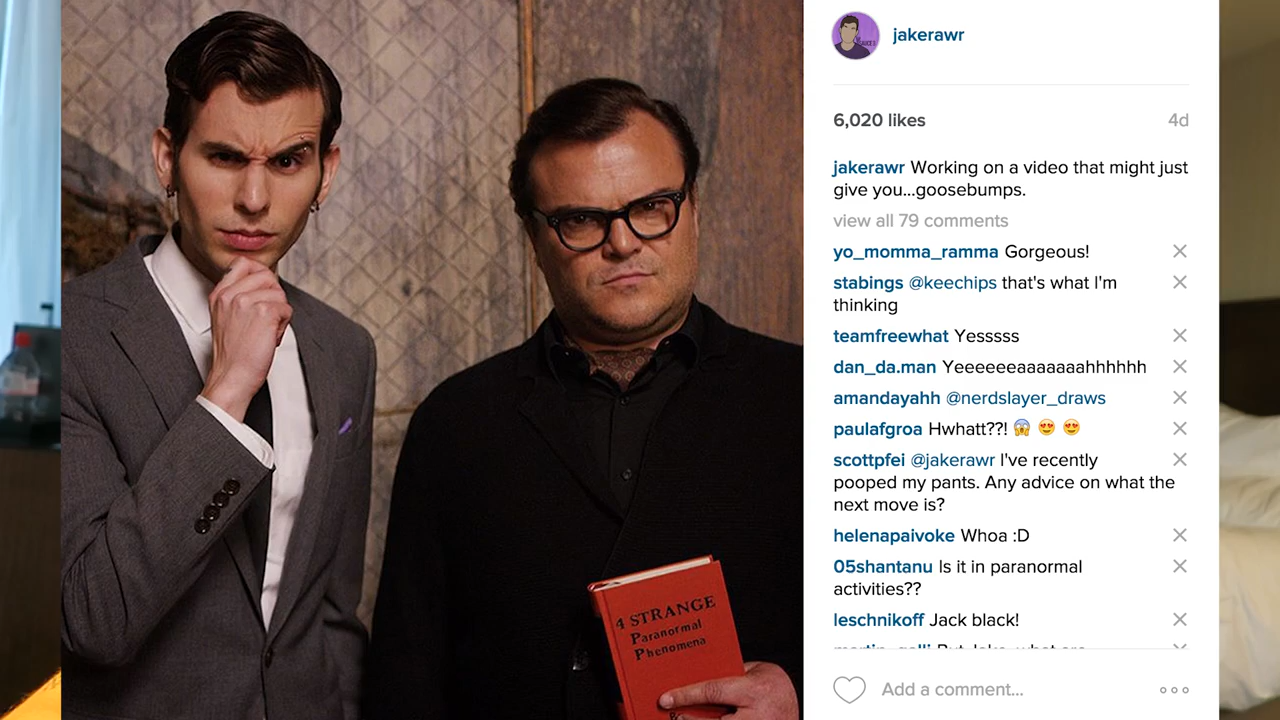 jakerawr
6,020 likes
4d
jakerawr Working on a video that might just
give you...goosebumps.
view all 79 comments
yo_momma_ramma Gorgeous!
stabings @keechips that's what I'm
thinking
teamfreewhat Yesssss
dan_da.man Yeeeeeeaaaaaaahhhhhh
amandayahh @nerdslayer_draws
paulafgroa Hwhatt??! 😱 😍 😍
scottpfei @jakerawr I've recently
pooped my pants. Any advice on what the
next move is?
helenapaivoke Whoa :D
05shantanu Is it in paranormal
activities??
leschnikoff Jack black!
Add a comment...
4 STRANGE
Paranormal
Phenomena